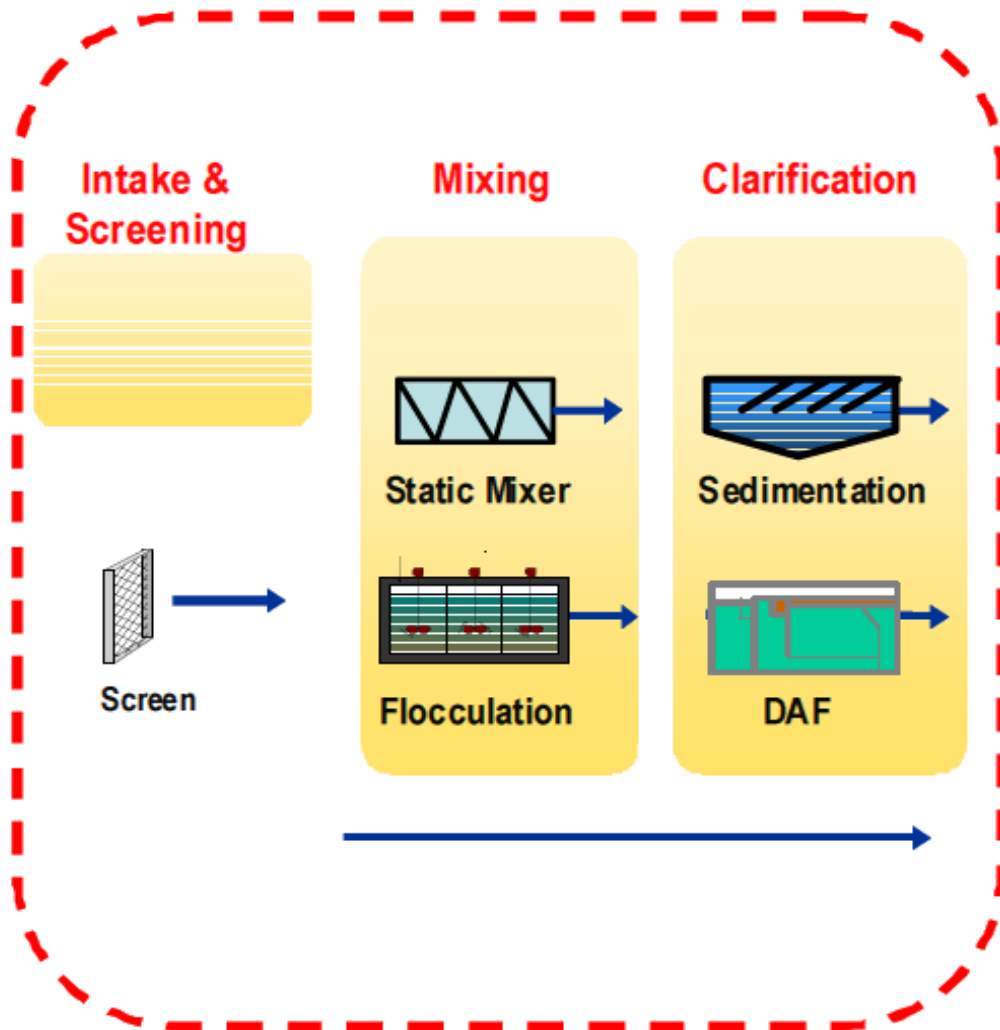 Intake &
Screening
Mixing
Clarification
Static Mixer
Sedimentation
Screen
Flocculation
DAF